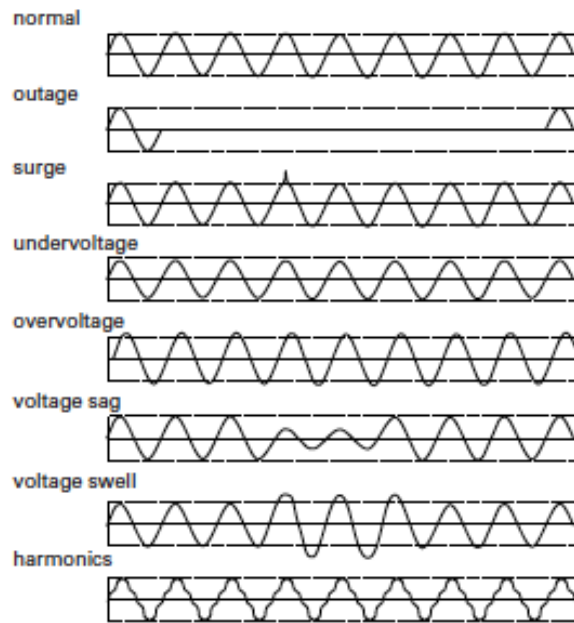 normal
outage
surge
undervoltage
overvoltage
voltage sag
voltage swell
harmonics